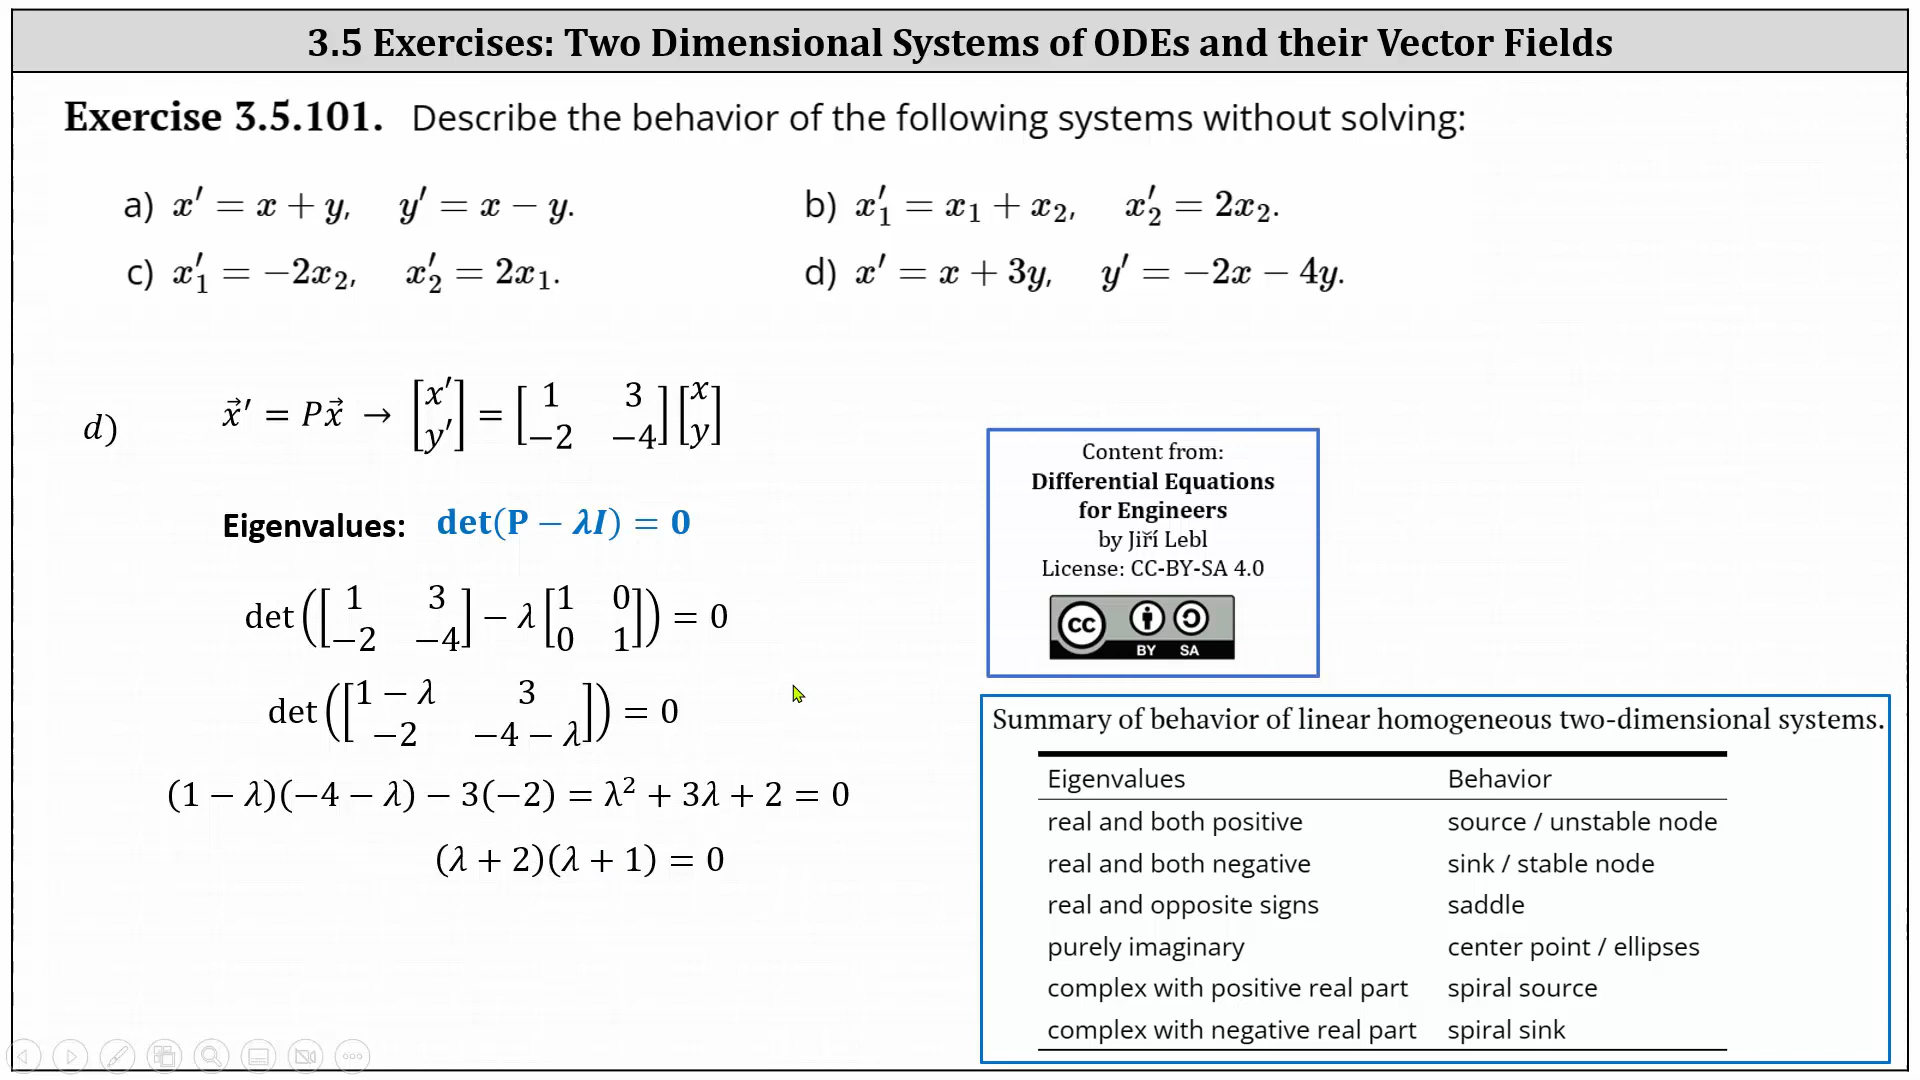 3.5 Exercises: Two Dimensional Systems of ODEs and their Vector Fields
Exercise 3.5.101. Describe the behavior of the following systems without solving:
a) x′ = x + y, y′ = x − y.
b) x₁′ = x₁ + x₂, x₂′ = 2x₂.
c) x₁′ = −2x₂, x₂′ = 2x₁.
d) x′ = x + 3y, y′ = −2x − 4y.
d) x⃗′ = Px⃗ → [x′ y′] = [1 3 −2 −4] [x y]
Eigenvalues: det(P − λI) = 0
det ([1 3 −2 −4] − λ [1 0 0 1]) = 0
det ([1 − λ 3 −2 −4 − λ]) = 0
(1 − λ)(−4 − λ) − 3(−2) = λ² + 3λ + 2 = 0
(λ + 2)(λ + 1) = 0
Content from:
Differential Equations
for Engineers
by Jiří Lebl
License: CC-BY-SA 4.0
cc
BY SA
Summary of behavior of linear homogeneous two-dimensional systems.
Eigenvalues Behavior
real and both positive source / unstable node
real and both negative sink / stable node
real and opposite signs saddle
purely imaginary center point / ellipses
complex with positive real part spiral source
complex with negative real part spiral sink